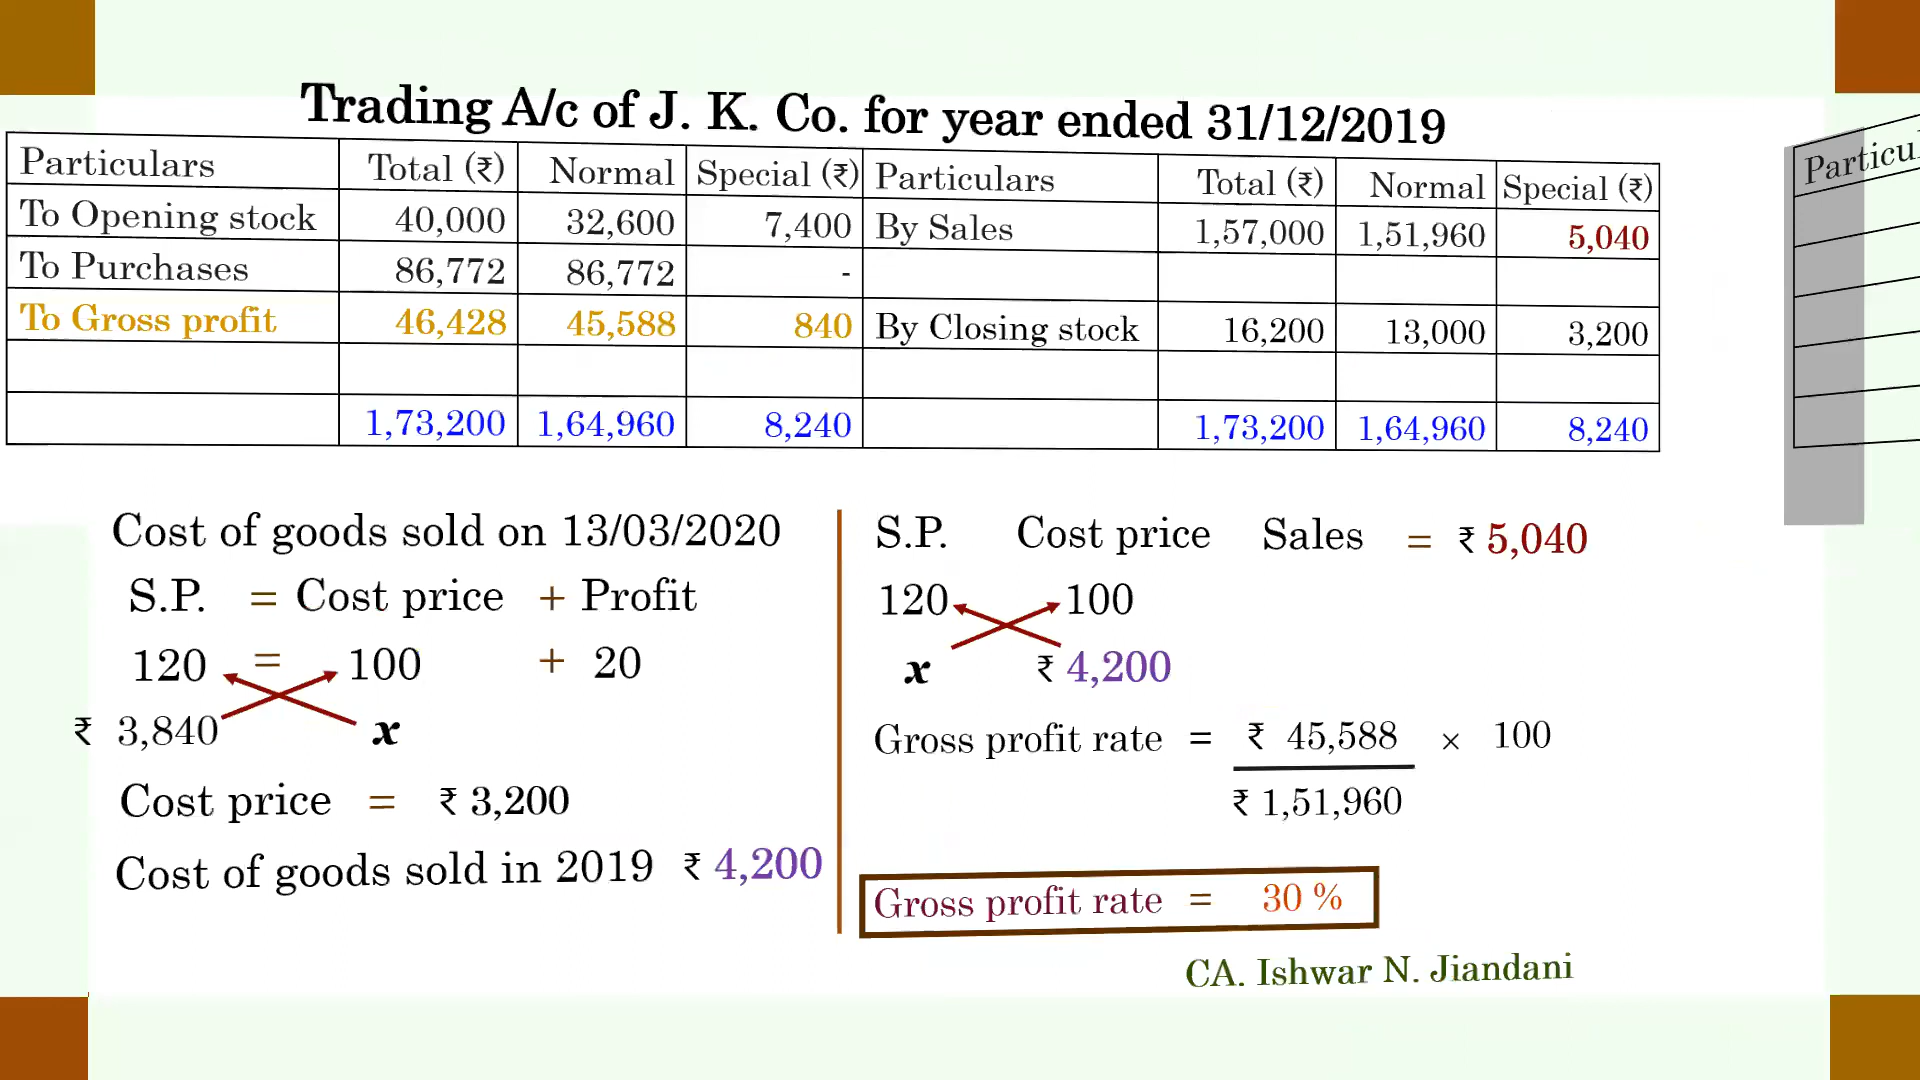 Trading A/c of J. K. Co. for year ended 31/12/2019
Particulars Total (₹) Normal Special (₹) Particulars Total (₹) Normal Special (₹)
To Opening stock 40,000 32,600 7,400 By Sales 1,57,000 1,51,960 5,040
To Purchases 86,772 86,772 -
To Gross profit 46,428 45,588 840 By Closing stock 16,200 13,000 3,200
1,73,200 1,64,960 8,240 1,73,200 1,64,960 8,240
Cost of goods sold on 13/03/2020
S.P. = Cost price + Profit
120 = 100 + 20
₹ 3,840 x
Cost price = ₹ 3,200
Cost of goods sold in 2019 ₹ 4,200
S.P. Cost price Sales = ₹ 5,040
120 100
x ₹ 4,200
Gross profit rate = ₹ 45,588 × 100
₹ 1,51,960
Gross profit rate = 30 %
CA. Ishwar N. Jiandani